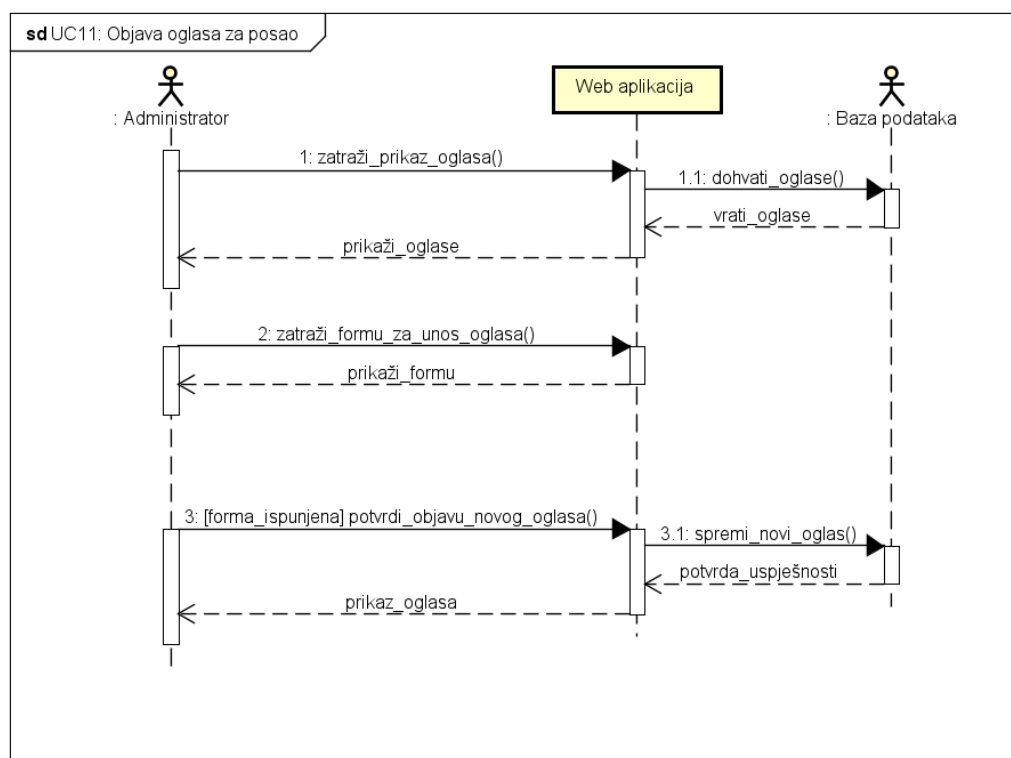 sd UC11: Objava oglasa za posao
: Administrator
Web aplikacija
: Baza podataka
1: zatraži_prikaz_oglasa()
1.1: dohvati_oglase()
vrati_oglase
prikaži_oglase
2: zatraži_formu_za_unos_oglasa()
prikaži_formu
3: [forma_ispunjena] potvrdi_objavu_novog_oglasa()
3.1: spremi_novi_oglas()
potvrda_uspješnosti
prikaz_oglasa